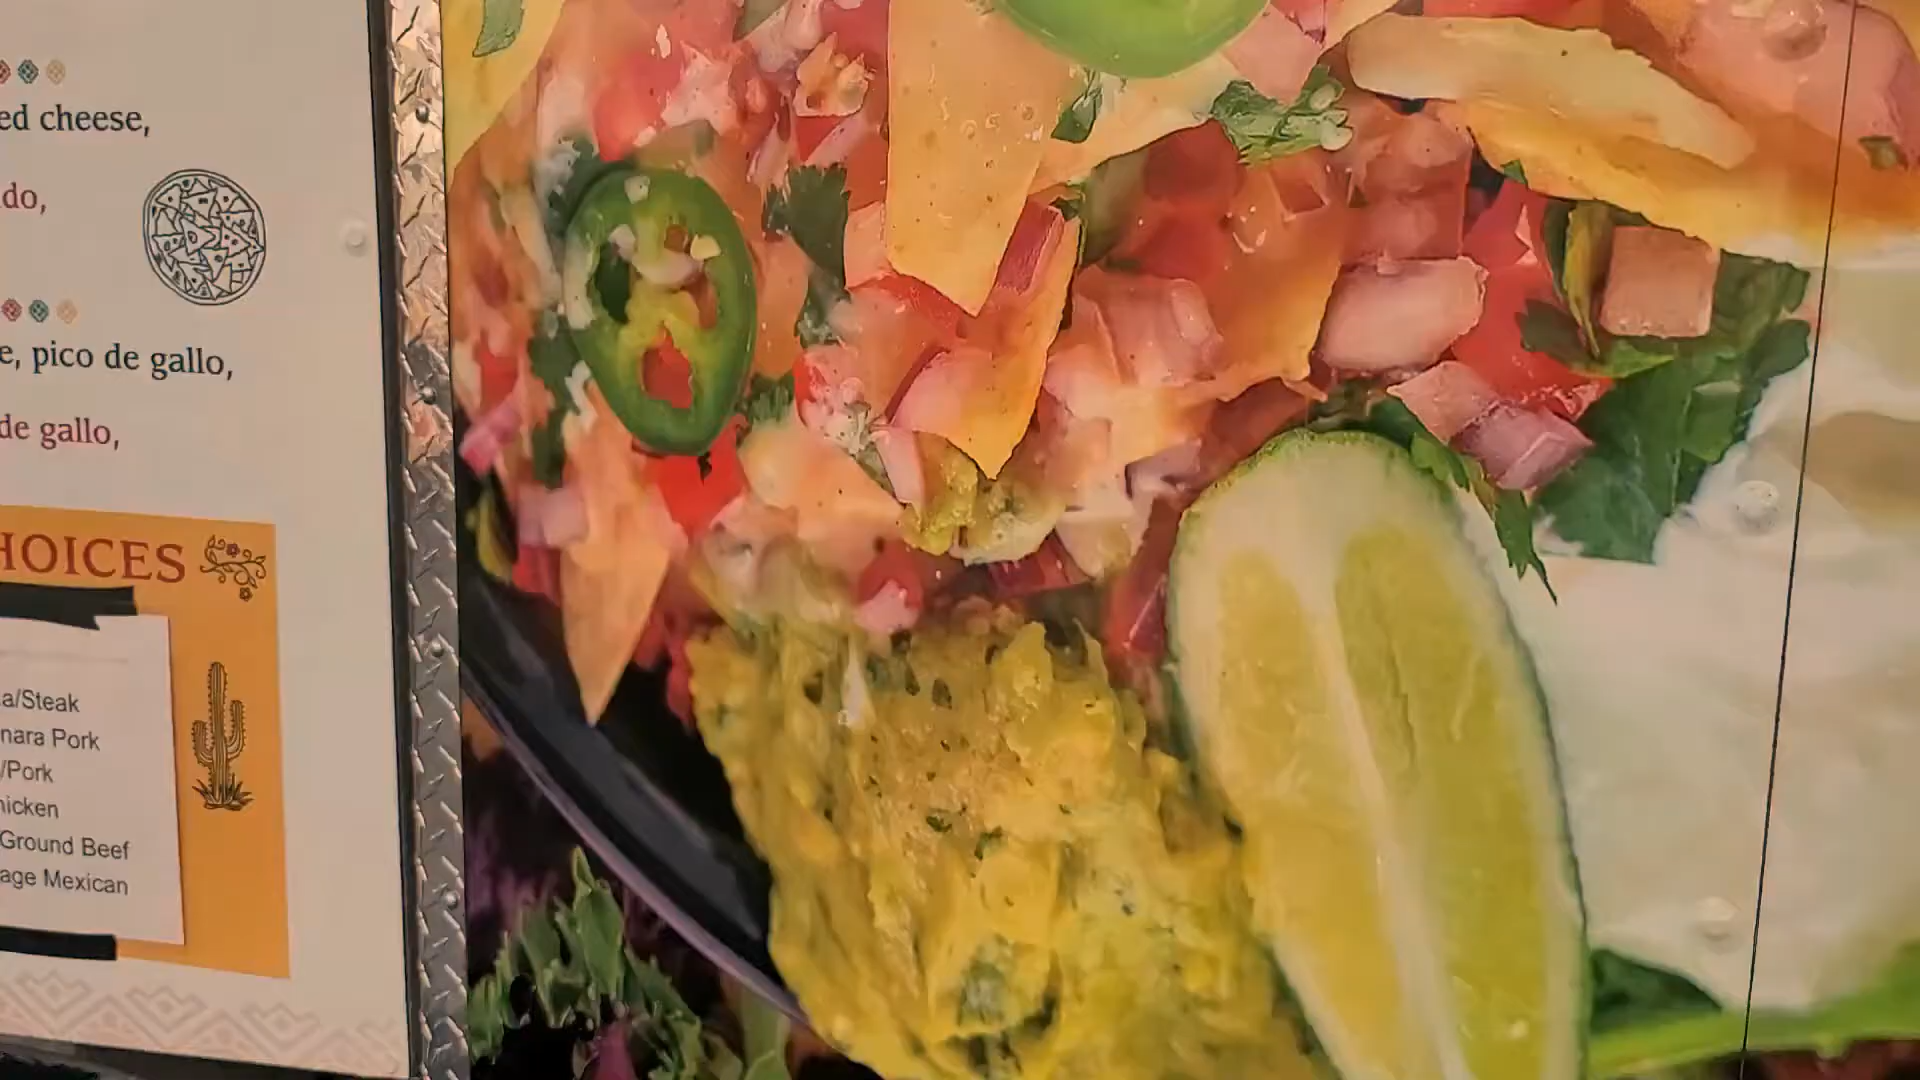 ed cheese,
do,
e, pico de gallo,
de gallo,
HOICES
a/Steak
nara Pork
/Pork
hicken
Ground Beef
age Mexican